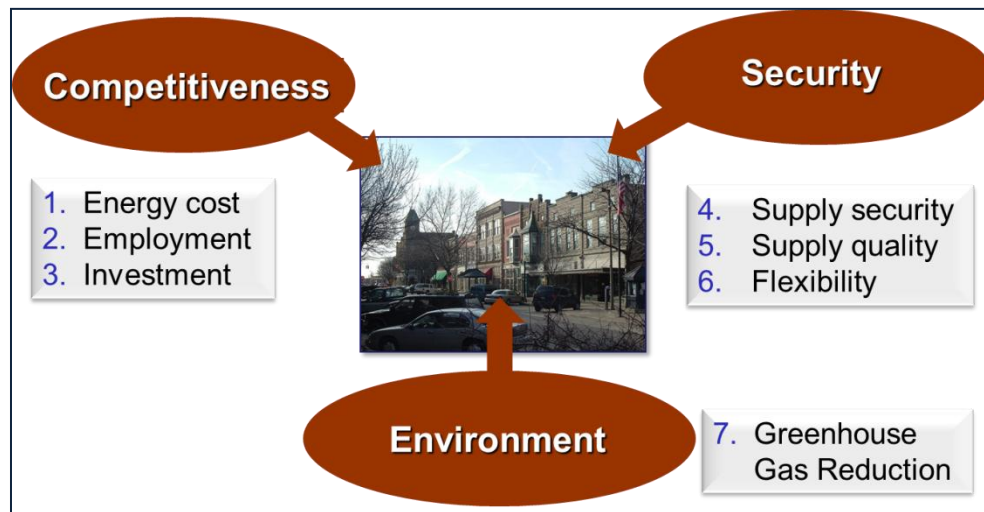 Competitiveness
Security
1. Energy cost
2. Employment
3. Investment
4. Supply security
5. Supply quality
6. Flexibility
Environment
7. Greenhouse
Gas Reduction